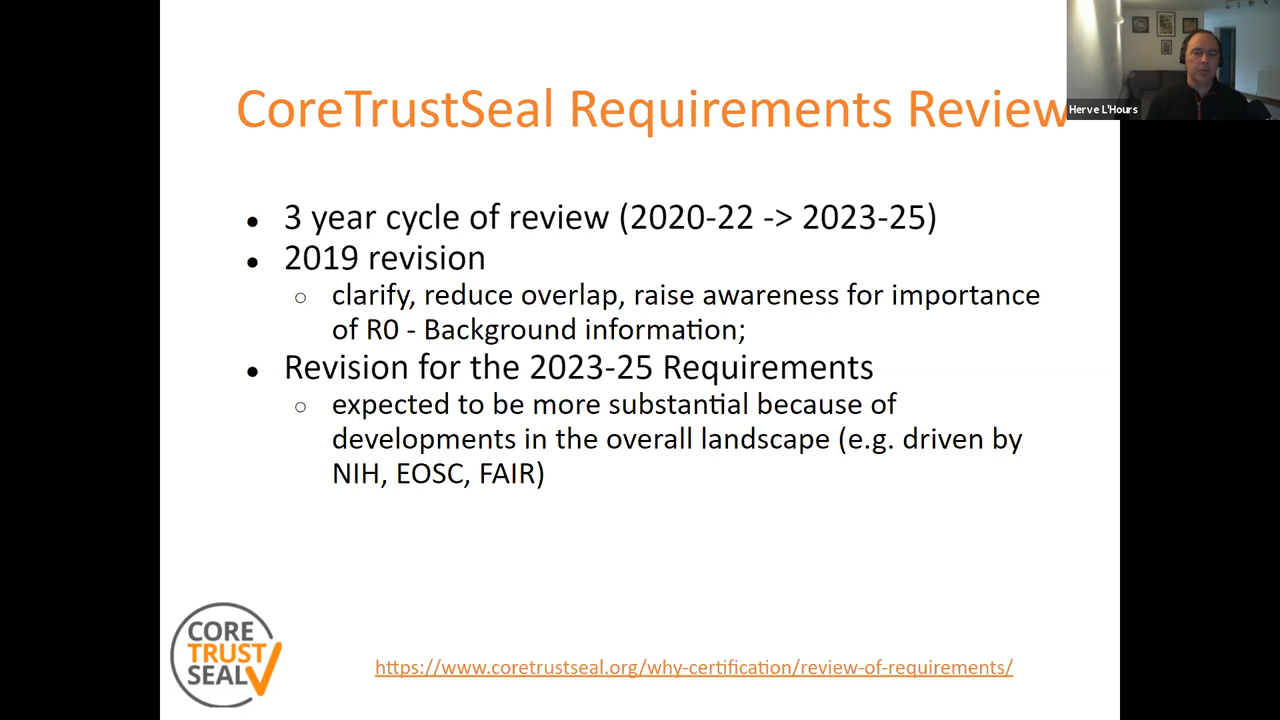 CoreTrustSeal Requirements Review
Herve L'Hours
● 3 year cycle of review (2020-22 -> 2023-25)
● 2019 revision
○ clarify, reduce overlap, raise awareness for importance
of R0 - Background information;
● Revision for the 2023-25 Requirements
○ expected to be more substantial because of
developments in the overall landscape (e.g. driven by
NIH, EOSC, FAIR)
CORE
TRUST
SEAL
https://www.coretrustseal.org/why-certification/review-of-requirements/